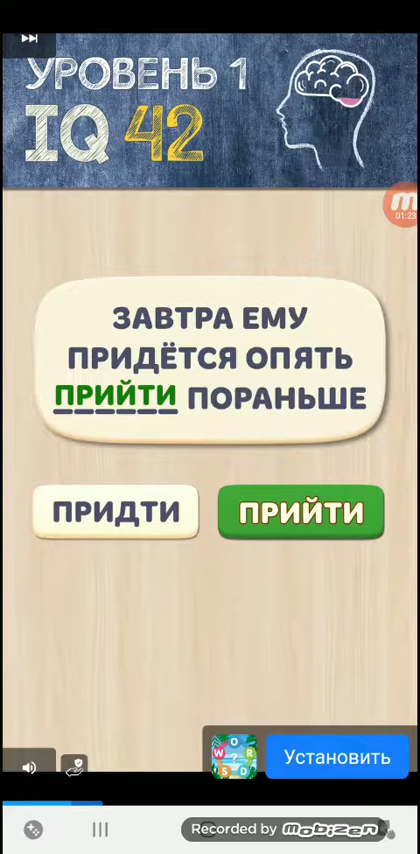 УРОВЕНЬ 1
IQ 42
01:23
ЗАВТРА ЕМУ
ПРИДЁТСЯ ОПЯТЬ
ПРИЙТИ ПОРАНЬШЕ
ПРИДТИ ПРИЙТИ
W O R
? 
S D
Установить
Recorded by MOBIZEN